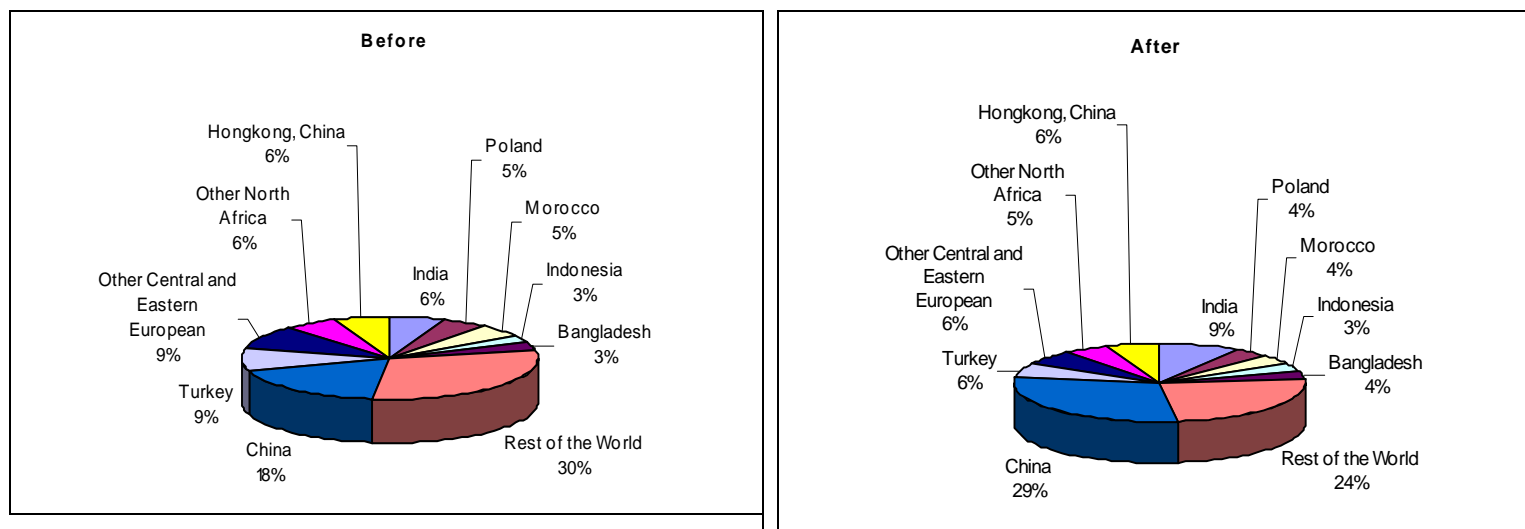 Before
Hongkong, China
6%
Poland
5%
Other North
Africa
6%
Morocco
5%
Other Central and
Eastern
European
9%
India
6%
Indonesia
3%
Bangladesh
3%
Turkey
9%
China
18%
Rest of the World
30%
After
Hongkong, China
6%
Other North
Africa
5%
Poland
4%
Other Central and
Eastern
European
6%
Morocco
4%
India
9%
Indonesia
3%
Turkey
6%
Bangladesh
4%
China
29%
Rest of the World
24%